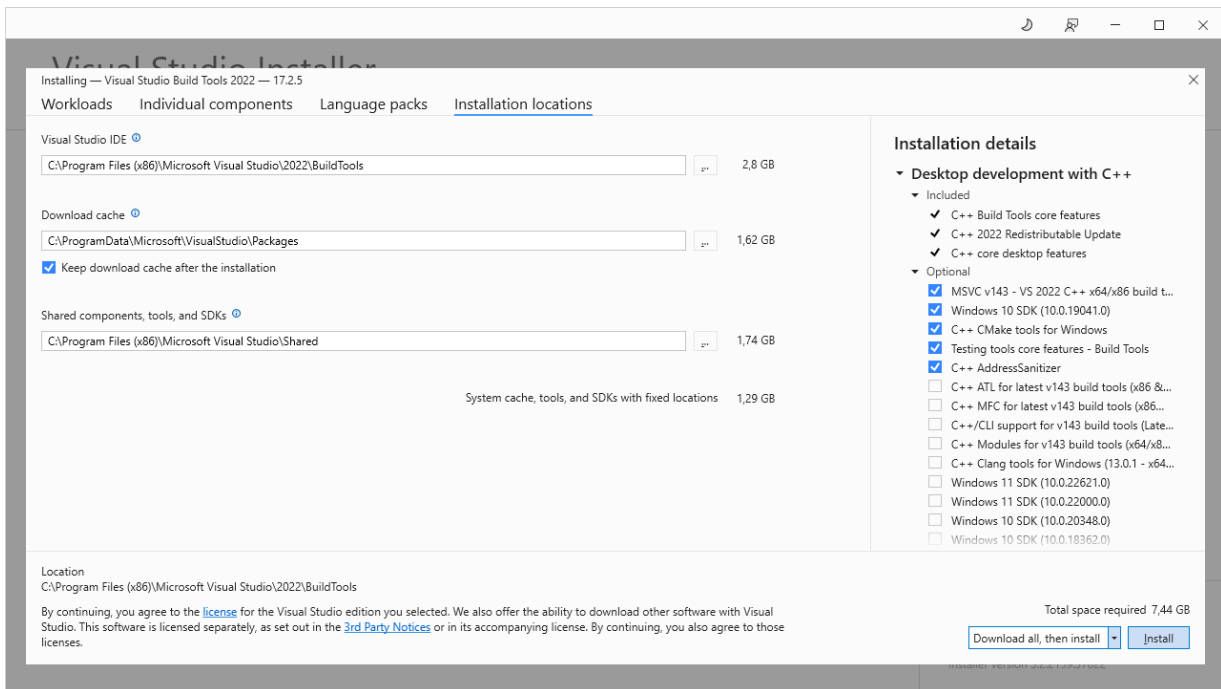 Visual Studio Installer
Installing — Visual Studio Build Tools 2022 — 17.2.5
Workloads Individual components Language packs Installation locations
Visual Studio IDE
C:\Program Files (x86)\Microsoft Visual Studio\2022\BuildTools ... 2,8 GB
Download cache
C:\ProgramData\Microsoft\VisualStudio\Packages ... 1,62 GB
Keep download cache after the installation
Shared components, tools, and SDKs
C:\Program Files (x86)\Microsoft Visual Studio\Shared ... 1,74 GB
System cache, tools, and SDKs with fixed locations 1,29 GB
Installation details
Desktop development with C++
Included
C++ Build Tools core features
C++ 2022 Redistributable Update
C++ core desktop features
Optional
MSVC v143 - VS 2022 C++ x64/x86 build t...
Windows 10 SDK (10.0.19041.0)
C++ CMake tools for Windows
Testing tools core features - Build Tools
C++ AddressSanitizer
C++ ATL for latest v143 build tools (x86 &...
C++ MFC for latest v143 build tools (x86...
C++/CLI support for v143 build tools (Late...
C++ Modules for v143 build tools (x64/x8...
C++ Clang tools for Windows (13.0.1 - x64...
Windows 11 SDK (10.0.22621.0)
Windows 11 SDK (10.0.22000.0)
Windows 10 SDK (10.0.20348.0)
Windows 10 SDK (10.0.18362.0)
Location
C:\Program Files (x86)\Microsoft Visual Studio\2022\BuildTools
By continuing, you agree to the license for the Visual Studio edition you selected. We also offer the ability to download other software with Visual
Studio. This software is licensed separately, as set out in the 3rd Party Notices or in its accompanying license. By continuing, you also agree to those
licenses.
Total space required 7,44 GB
Download all, then install Install